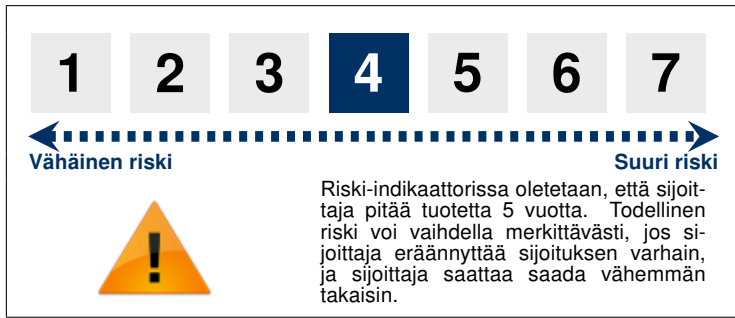 1 2 3 4 5 6 7
Vähäinen riski Suuri riski
Riski-indikaattorissa oletetaan, että sijoit-
taja pitää tuotetta 5 vuotta. Todellinen
riski voi vaihdella merkittävästi, jos si-
joittaja eräännyttää sijoituksen varhain,
ja sijoittaja saattaa saada vähemmän
takaisin.
!